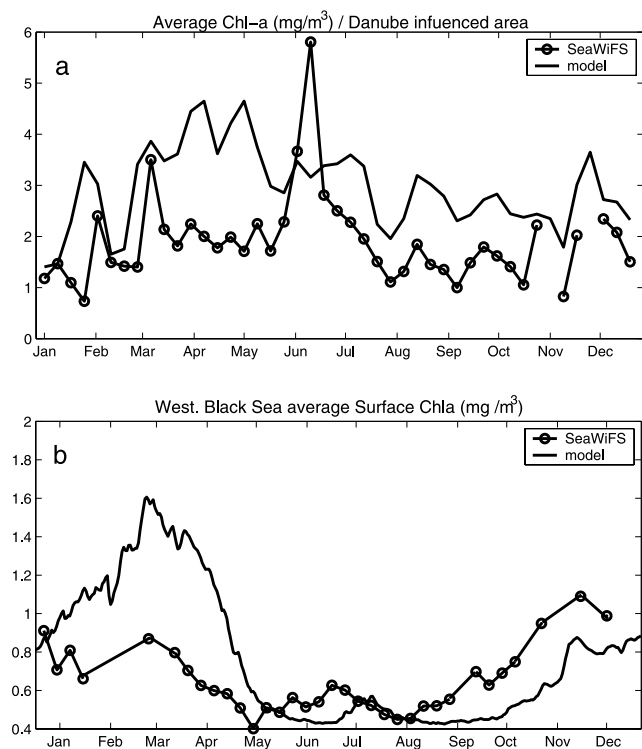 Average Chl-a (mg/m³) / Danube infuenced area
a
SeaWiFS
model
6
5
4
3
2
1
0
Jan Feb Mar Apr May Jun Jul Aug Sep Oct Nov Dec
West. Black Sea average Surface Chla (mg /m³)
b
SeaWiFS
model
2
1.8
1.6
1.4
1.2
1
0.8
0.6
0.4
Jan Feb Mar Apr May Jun Jul Aug Sep Oct Nov Dec